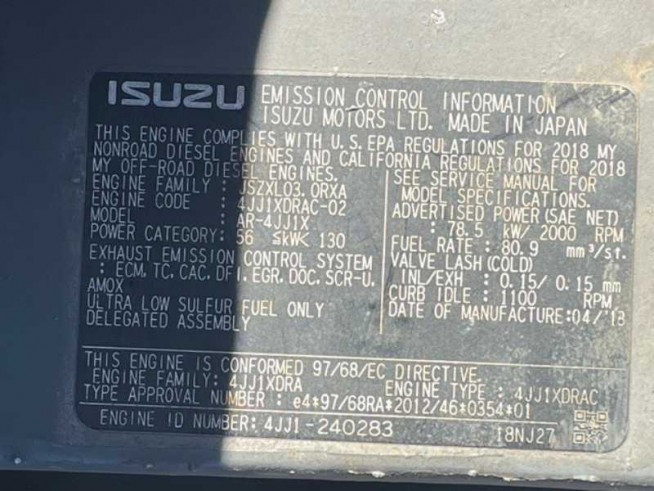 ISUZU EMISSION CONTROL INFORMATION
ISUZU MOTORS LTD. MADE IN JAPAN
THIS ENGINE COMPLIES WITH U.S.EPA REGULATIONS FOR 2018 MY
NONROAD DIESEL ENGINES AND CALIFORNIA REGULATIONS FOR 2018
MY OFF-ROAD DIESEL ENGINES.
ENGINE FAMILY : JSZXL03.0RXA
ENGINE CODE : 4JJ1XDRAC-02
MODEL : AR-4JJ1X
POWER CATEGORY: 56 ≦kW< 130
EXHAUST EMISSION CONTROL SYSTEM
: ECM,TC,CAC,DFI,EGR,DOC,SCR-U,
AMOX
ULTRA LOW SULFUR FUEL ONLY
DELEGATED ASSEMBLY
SEE SERVICE MANUAL FOR
MODEL SPECIFICATIONS.
ADVERTISED POWER(SAE NET)
: 78.5 kW/ 2000 RPM
FUEL RATE : 80.9 mm³/st.
VALVE LASH(COLD)
INL/EXH : 0.15/ 0.15 mm
CURB IDLE : 1100 RPM
DATE OF MANUFACTURE:04/'18
THIS ENGINE IS CONFORMED 97/68/EC DIRECTIVE
ENGINE FAMILY: 4JJ1XDRA ENGINE TYPE : 4JJ1XDRAC
TYPE APPROVAL NUMBER : e4*97/68RA*2012/46*0354*01
ENGINE ID NUMBER: 4JJ1-240283 18NJ27